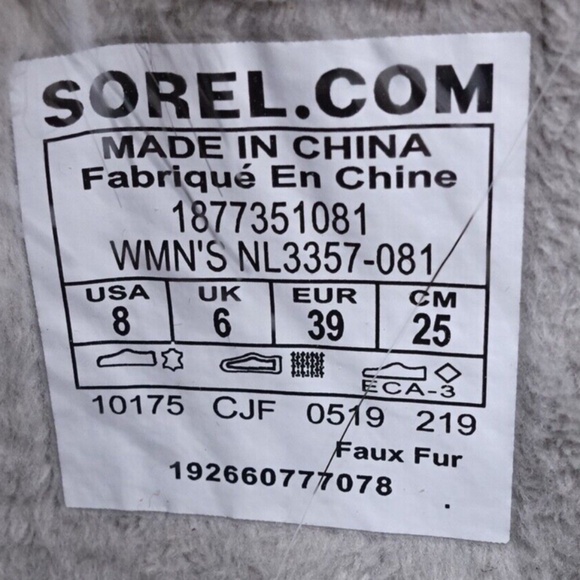 SOREL.COM
MADE IN CHINA
Fabriqué En Chine
1877351081
WMN'S NL3357-081
USA UK EUR CM
8 6 39 25
ECA-3
10175 CJF 0519 219
Faux Fur
192660777078